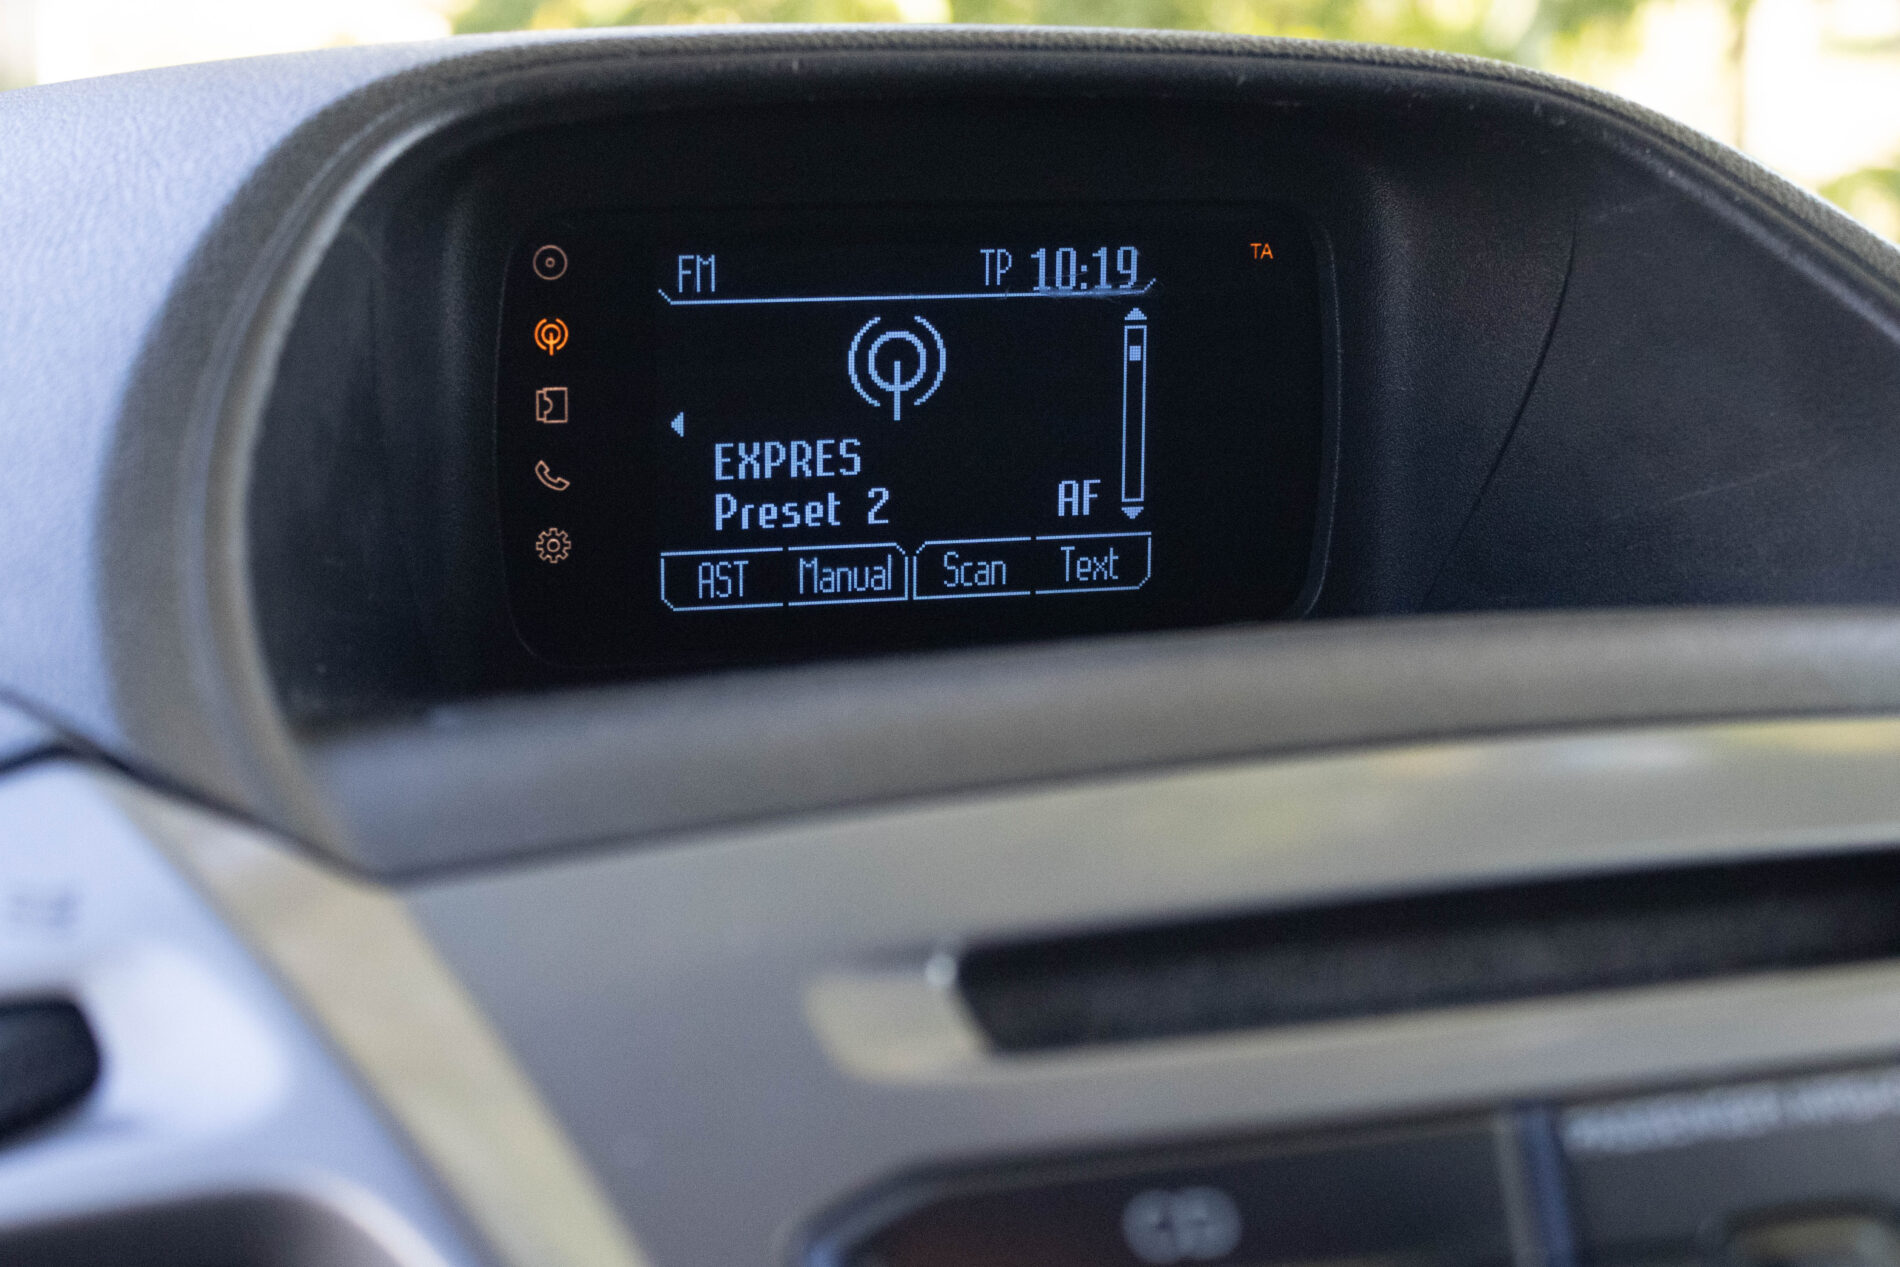 FM TP 10:19 TA
EXPRES
Preset 2 AF
AST Manual Scan Text